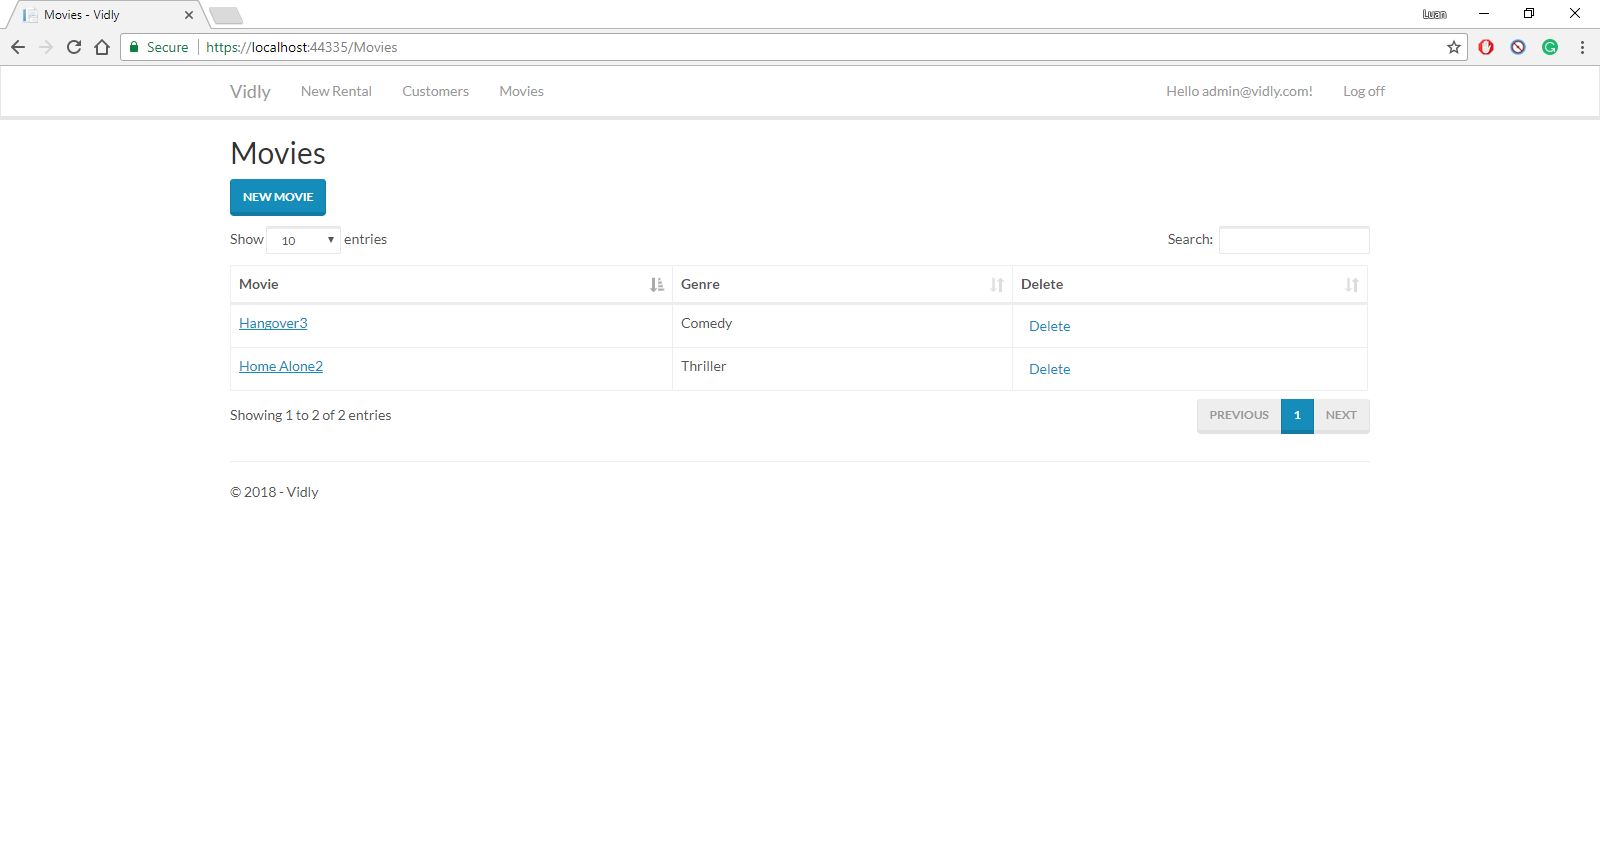 Movies - Vidly
Luan
Secure https://localhost:44335/Movies
Vidly New Rental Customers Movies Hello admin@vidly.com! Log off
Movies
NEW MOVIE
Show 10 entries Search:
Movie Genre Delete
Hangover3 Comedy Delete
Home Alone2 Thriller Delete
Showing 1 to 2 of 2 entries PREVIOUS 1 NEXT
© 2018 - Vidly